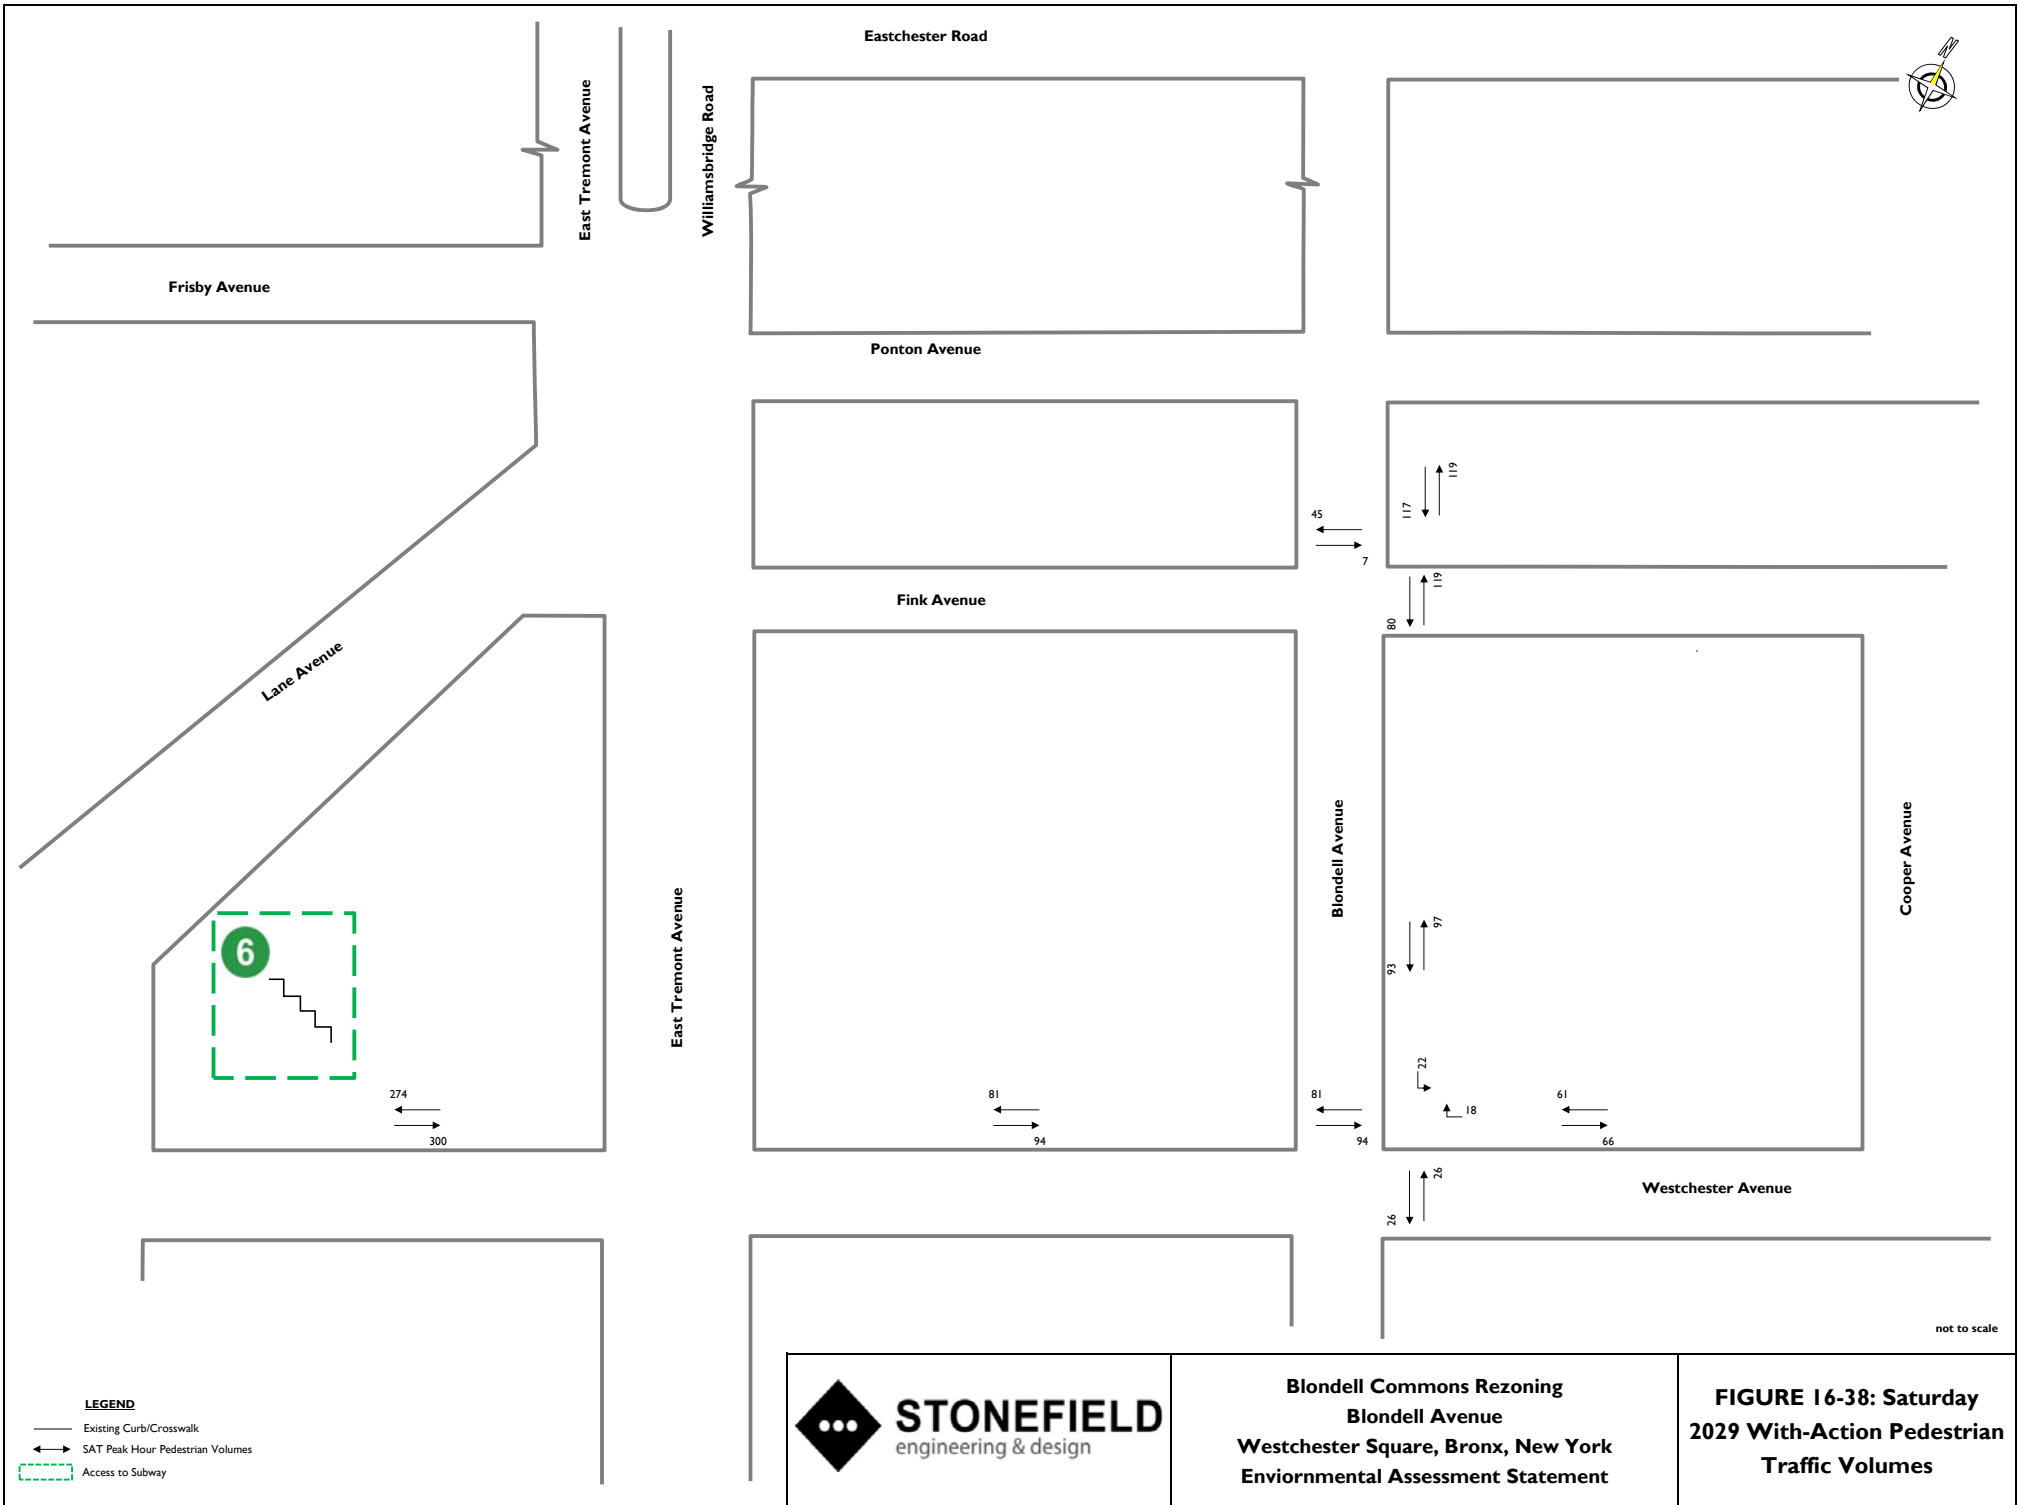 Eastchester Road
N
East Tremont Avenue
Williamsbridge Road
Frisby Avenue
Ponton Avenue
119
117
45
7
Fink Avenue
119
80
Lane Avenue
Blondell Avenue
Cooper Avenue
East Tremont Avenue
6
97
93
22
274
300
81
94
81
94
18
61
66
26
26
Westchester Avenue
not to scale
LEGEND
Existing Curb/Crosswalk
SAT Peak Hour Pedestrian Volumes
Access to Subway
STONEFIELD
engineering & design
Blondell Commons Rezoning
Blondell Avenue
Westchester Square, Bronx, New York
Enviornmental Assessment Statement
FIGURE 16-38: Saturday
2029 With-Action Pedestrian
Traffic Volumes